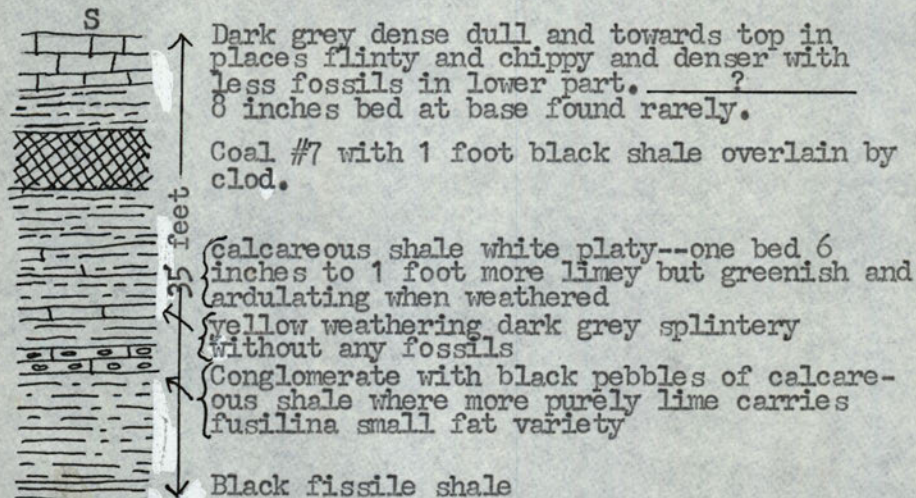 S
Dark grey dense dull and towards top in
places flinty and chippy and denser with
less fossils in lower part. ?
8 inches bed at base found rarely.
Coal #7 with 1 foot black shale overlain by
clod.
35 feet
calcareous shale white platy--one bed 6
inches to 1 foot more limey but greenish and
ardulating when weathered
yellow weathering dark grey splintery
without any fossils
Conglomerate with black pebbles of calcare-
ous shale where more purely lime carries
fusilina small fat variety
Black fissile shale